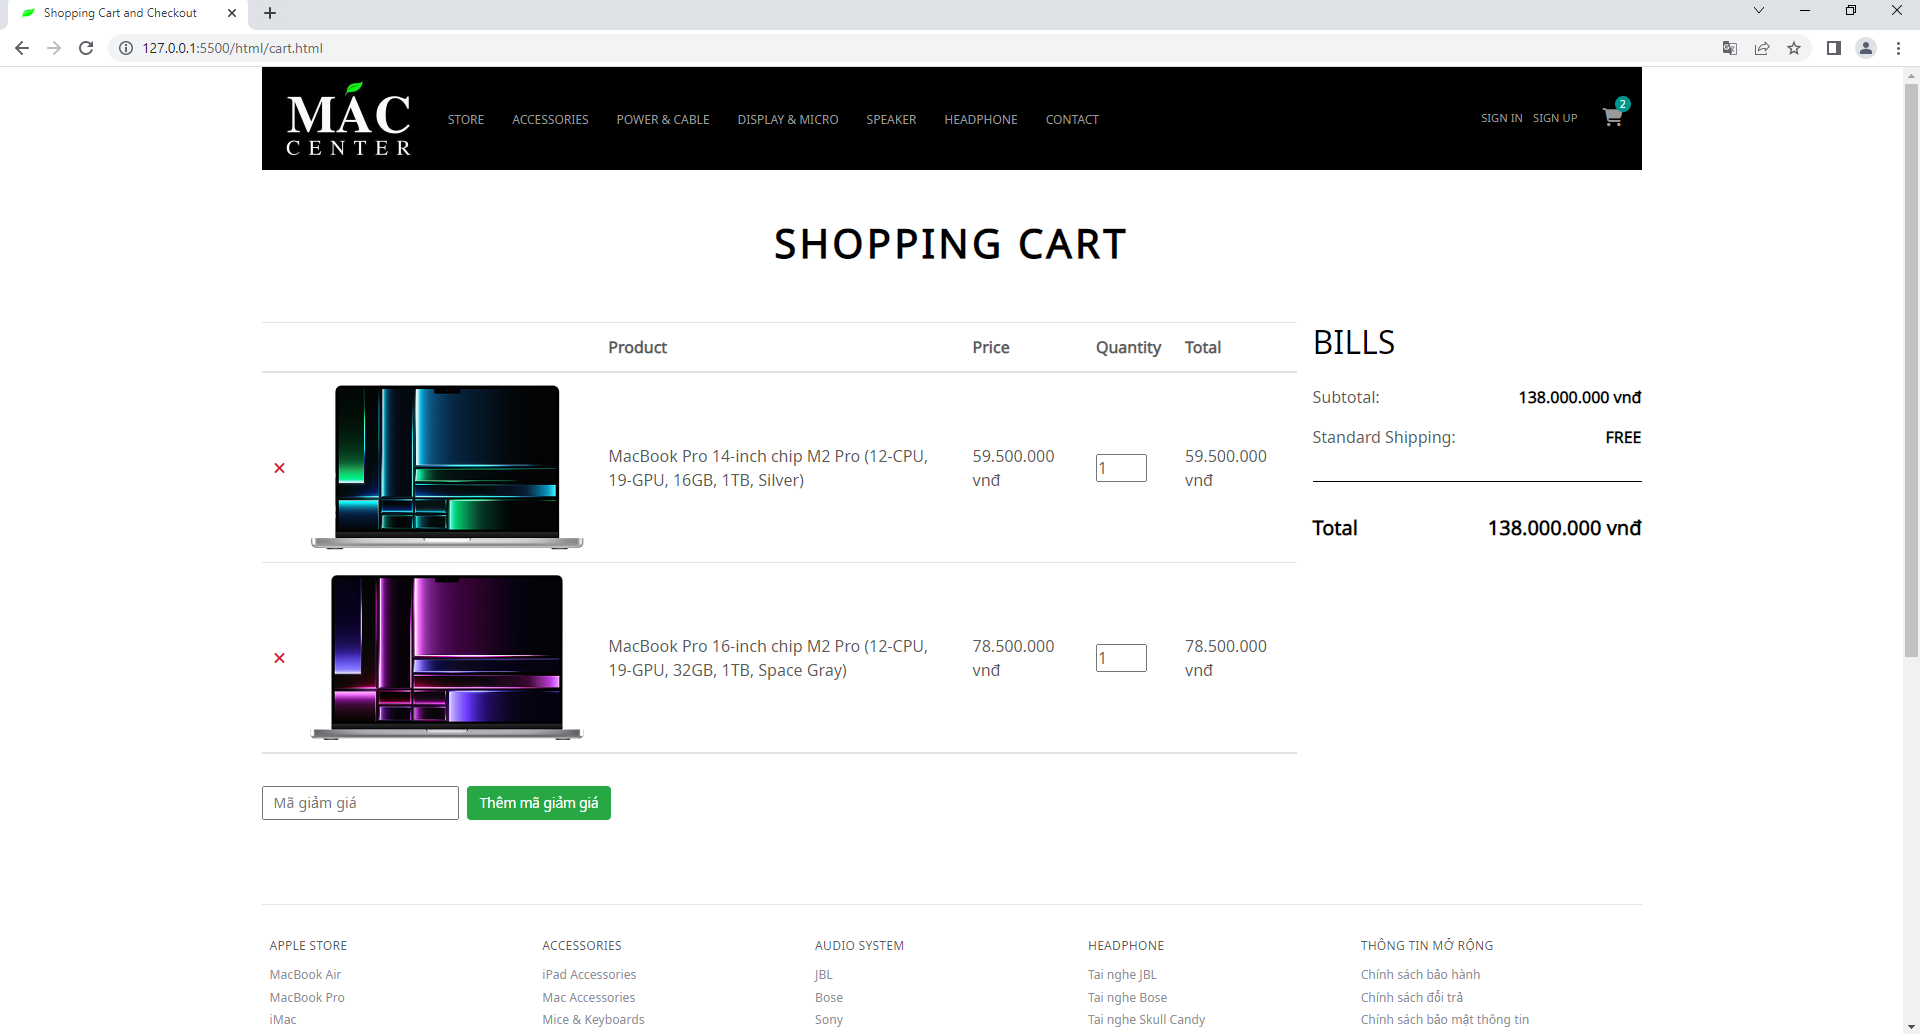 Shopping Cart and Checkout
127.0.0.1:5500/html/cart.html
MAC
CENTER
STORE
ACCESSORIES
POWER & CABLE
DISPLAY & MICRO
SPEAKER
HEADPHONE
CONTACT
SIGN IN
SIGN UP
2
SHOPPING CART
Product
Price
Quantity
Total
MacBook Pro 14-inch chip M2 Pro (12-CPU,
19-GPU, 16GB, 1TB, Silver)
59.500.000
vnđ
1
59.500.000
vnđ
MacBook Pro 16-inch chip M2 Pro (12-CPU,
19-GPU, 32GB, 1TB, Space Gray)
78.500.000
vnđ
1
78.500.000
vnđ
Mã giảm giá
Thêm mã giảm giá
BILLS
Subtotal:
138.000.000 vnđ
Standard Shipping:
FREE
Total
138.000.000 vnđ
APPLE STORE
MacBook Air
MacBook Pro
iMac
ACCESSORIES
iPad Accessories
Mac Accessories
Mice & Keyboards
AUDIO SYSTEM
JBL
Bose
Sony
HEADPHONE
Tai nghe JBL
Tai nghe Bose
Tai nghe Skull Candy
THÔNG TIN MỞ RỘNG
Chính sách bảo hành
Chính sách đổi trả
Chính sách bảo mật thông tin